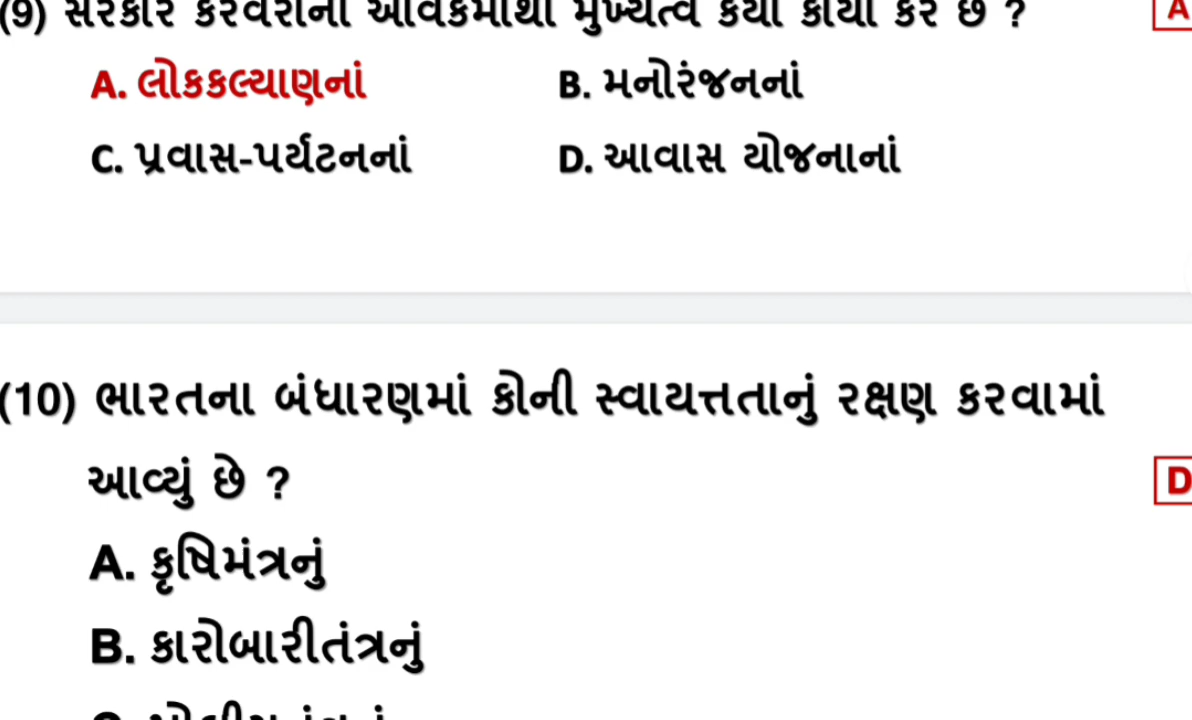 (9) સરકાર કરવેરાની આવકમાંથી મુખ્યત્વે કયાં કાર્યો કરે છે ? A
A. લોકકલ્યાણનાં B. મનોરંજનનાં
C. પ્રવાસ-પર્યટનનાં D. આવાસ યોજનાનાં
(10) ભારતના બંધારણમાં કોની સ્વાયત્તતાનું રક્ષણ કરવામાં
આવ્યું છે ? D
A. કૃષિમંત્રનું
B. કારોબારીતંત્રનું